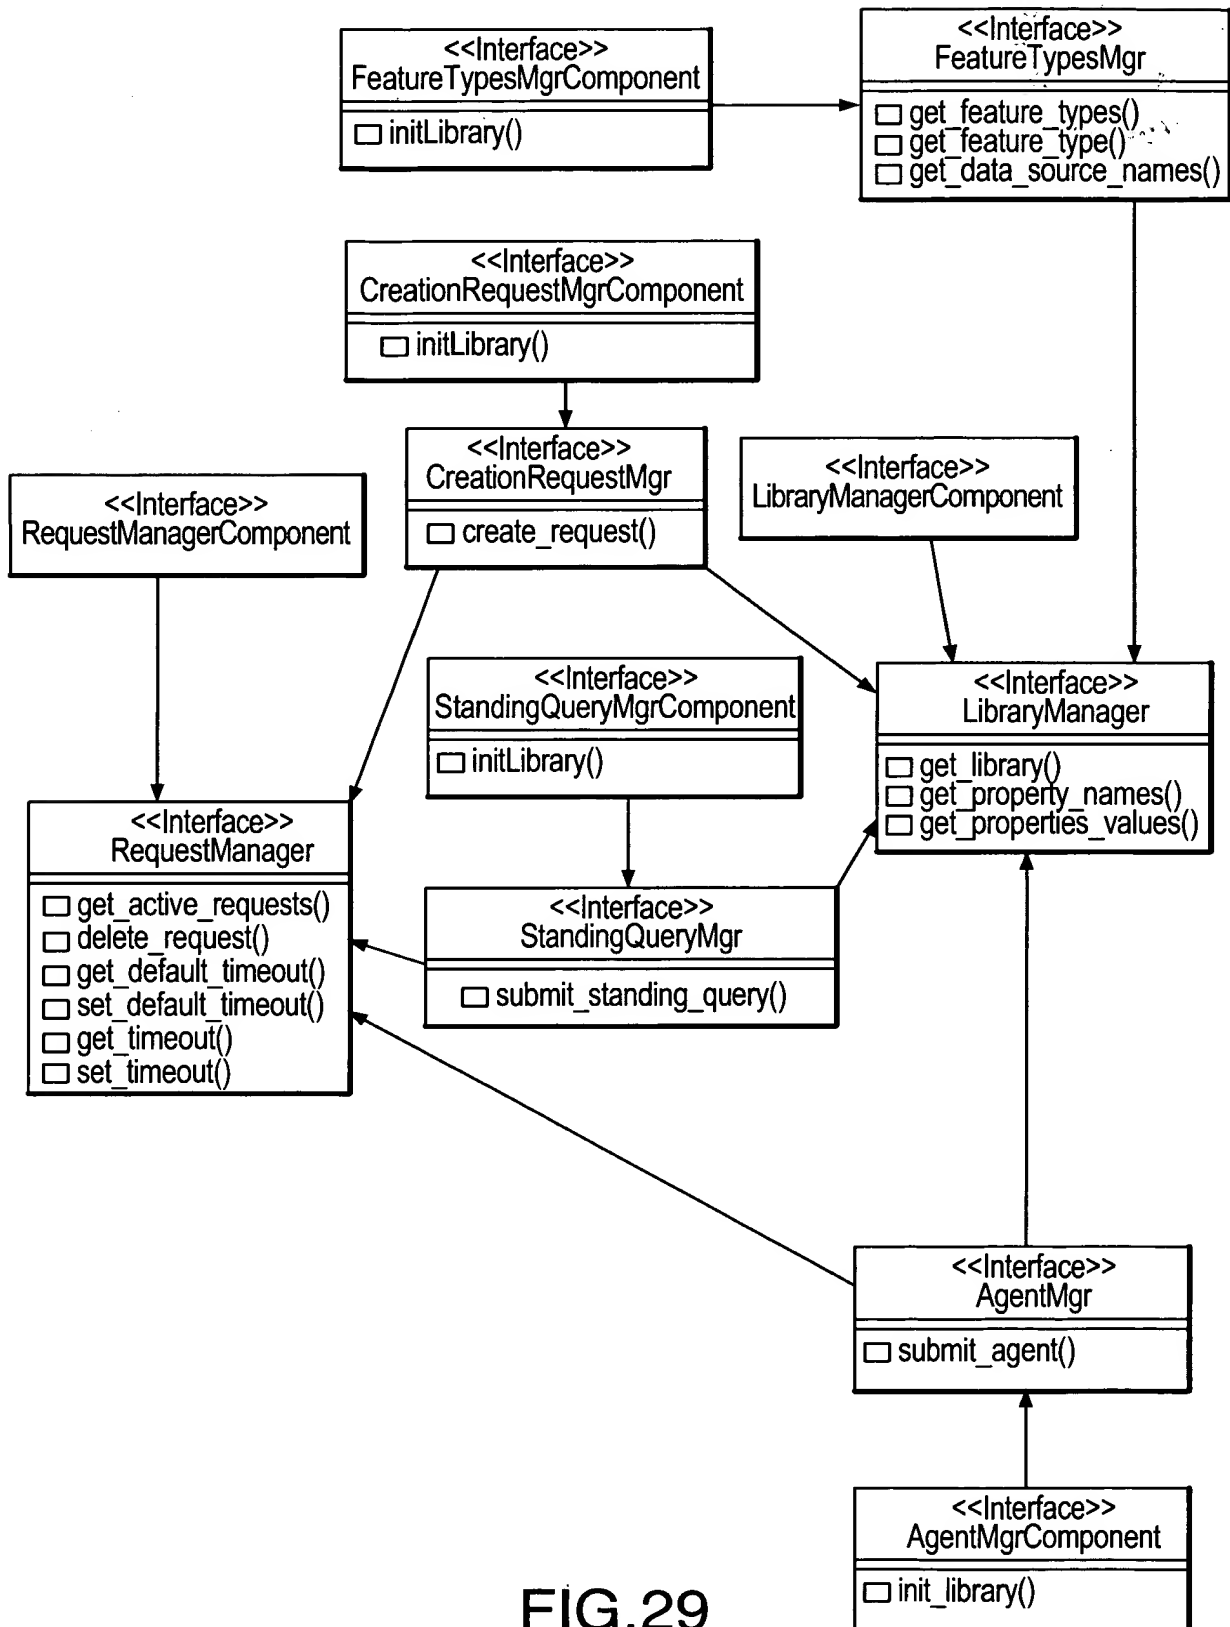 <<Interface>>
FeatureTypesMgrComponent
initLibrary()
<<Interface>>
FeatureTypesMgr
get_feature_types()
get_feature_type()
get_data_source_names()
<<Interface>>
CreationRequestMgrComponent
initLibrary()
<<Interface>>
CreationRequestMgr
create_request()
<<Interface>>
LibraryManagerComponent
<<Interface>>
RequestManagerComponent
<<Interface>>
StandingQueryMgrComponent
initLibrary()
<<Interface>>
LibraryManager
get_library()
get_property_names()
get_properties_values()
<<Interface>>
RequestManager
get_active_requests()
delete_request()
get_default_timeout()
set_default_timeout()
get_timeout()
set_timeout()
<<Interface>>
StandingQueryMgr
submit_standing_query()
<<Interface>>
AgentMgr
submit_agent()
<<Interface>>
AgentMgrComponent
init_library()
FIG.29